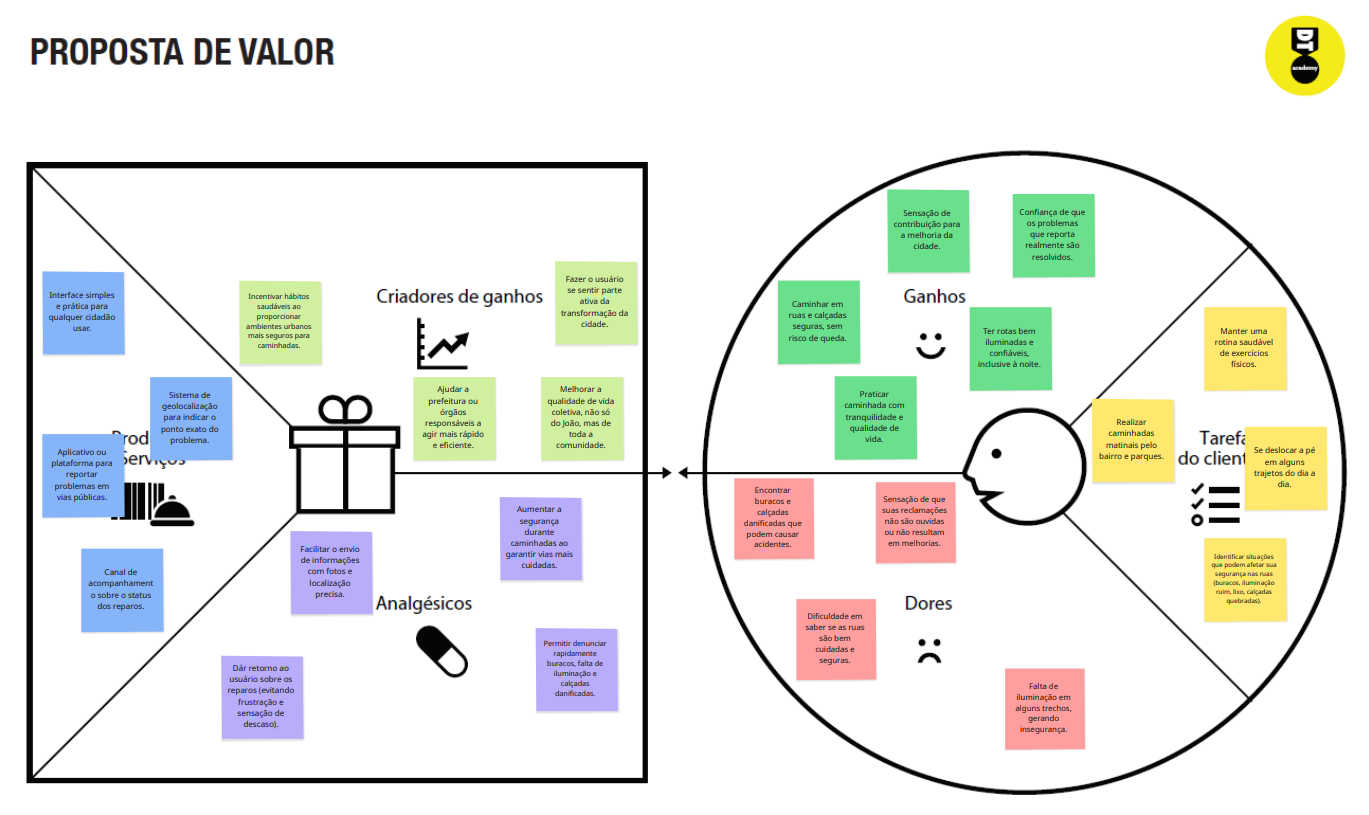 PROPOSTA DE VALOR
DT
academy
Interface simples
e prática para
qualquer cidadão
usar.
Sistema de
geolocalização
para indicar o
ponto exato do
problema.
Aplicativo ou
plataforma para
reportar
problemas em
vias públicas.
Canal de
acompanhament
o sobre o status
dos reparos.
Criadores de ganhos
Incentivar hábitos
saudáveis ao
proporcionar
ambientes urbanos
mais seguros para
caminhadas.
Fazer o usuário
se sentir parte
ativa da
transformação da
cidade.
Ajudar a
prefeitura ou
órgãos
responsáveis a
agir mais rápido
e eficiente.
Melhorar a
qualidade de vida
coletiva, não só
do João, mas de
toda a
comunidade.
Analgésicos
Aumentar a
segurança
durante
caminhadas ao
garantir vias mais
cuidadas.
Facilitar o envio
de informações
com fotos e
localização
precisa.
Permitir denunciar
rapidamente
buracos, falta de
iluminação e
calçadas
danificadas.
Dár retorno ao
usuário sobre os
reparos (evitando
frustração e
sensação de
descaso).
Ganhos
Sensação de
contribuição para
a melhoria da
cidade.
Confiança de que
os problemas
que reporta
realmente são
resolvidos.
Caminhar em
ruas e calçadas
seguras, sem
risco de queda.
Ter rotas bem
iluminadas e
confiáveis,
inclusive à noite.
Praticar
caminhada com
tranquilidade e
qualidade de
vida.
Dores
Encontrar
buracos e
calçadas
danificadas que
podem causar
acidentes.
Sensação de que
suas reclamações
não são ouvidas
ou não resultam
em melhorias.
Dificuldade em
saber se as ruas
são bem
cuidadas e
seguras.
Falta de
iluminação em
alguns trechos,
gerando
insegurança.
Manter uma
rotina saudável
de exercícios
físicos.
Realizar
caminhadas
matinais pelo
bairro e parques.
Se deslocar a pé
em alguns
trajetos do dia a
dia.
Identificar situações
que podem afetar sua
segurança nas ruas
(buracos, iluminação
ruim, lixo, calçadas
quebradas).